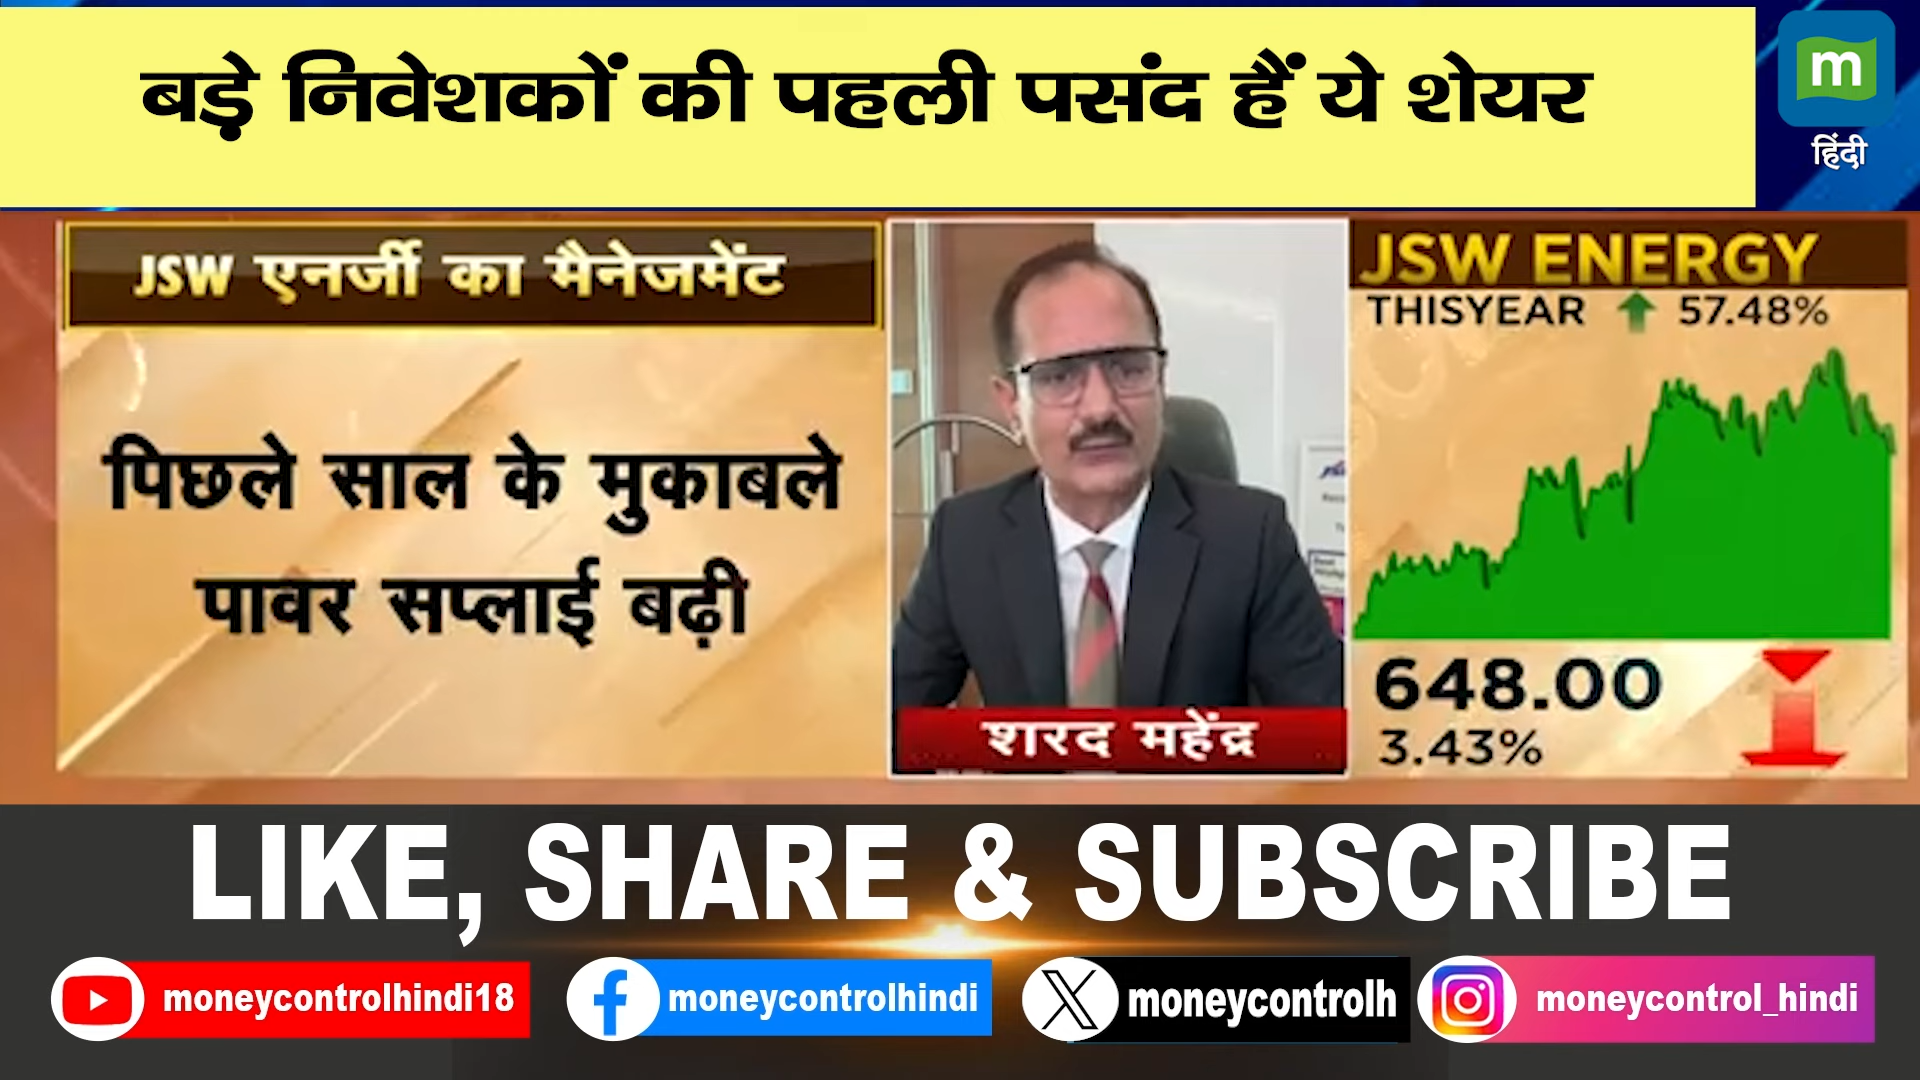 बड़े निवेशकों की पहली पसंद हैं ये शेयर
m
हिंदी
JSW एनर्जी का मैनेजमेंट
पिछले साल के मुकाबले
पावर सप्लाई बढ़ी
शरद महेंद्र
JSW ENERGY
THISYEAR 57.48%
648.00
3.43%
LIKE, SHARE & SUBSCRIBE
moneycontrolhindi18
moneycontrolhindi
moneycontrolh
moneycontrol_hindi